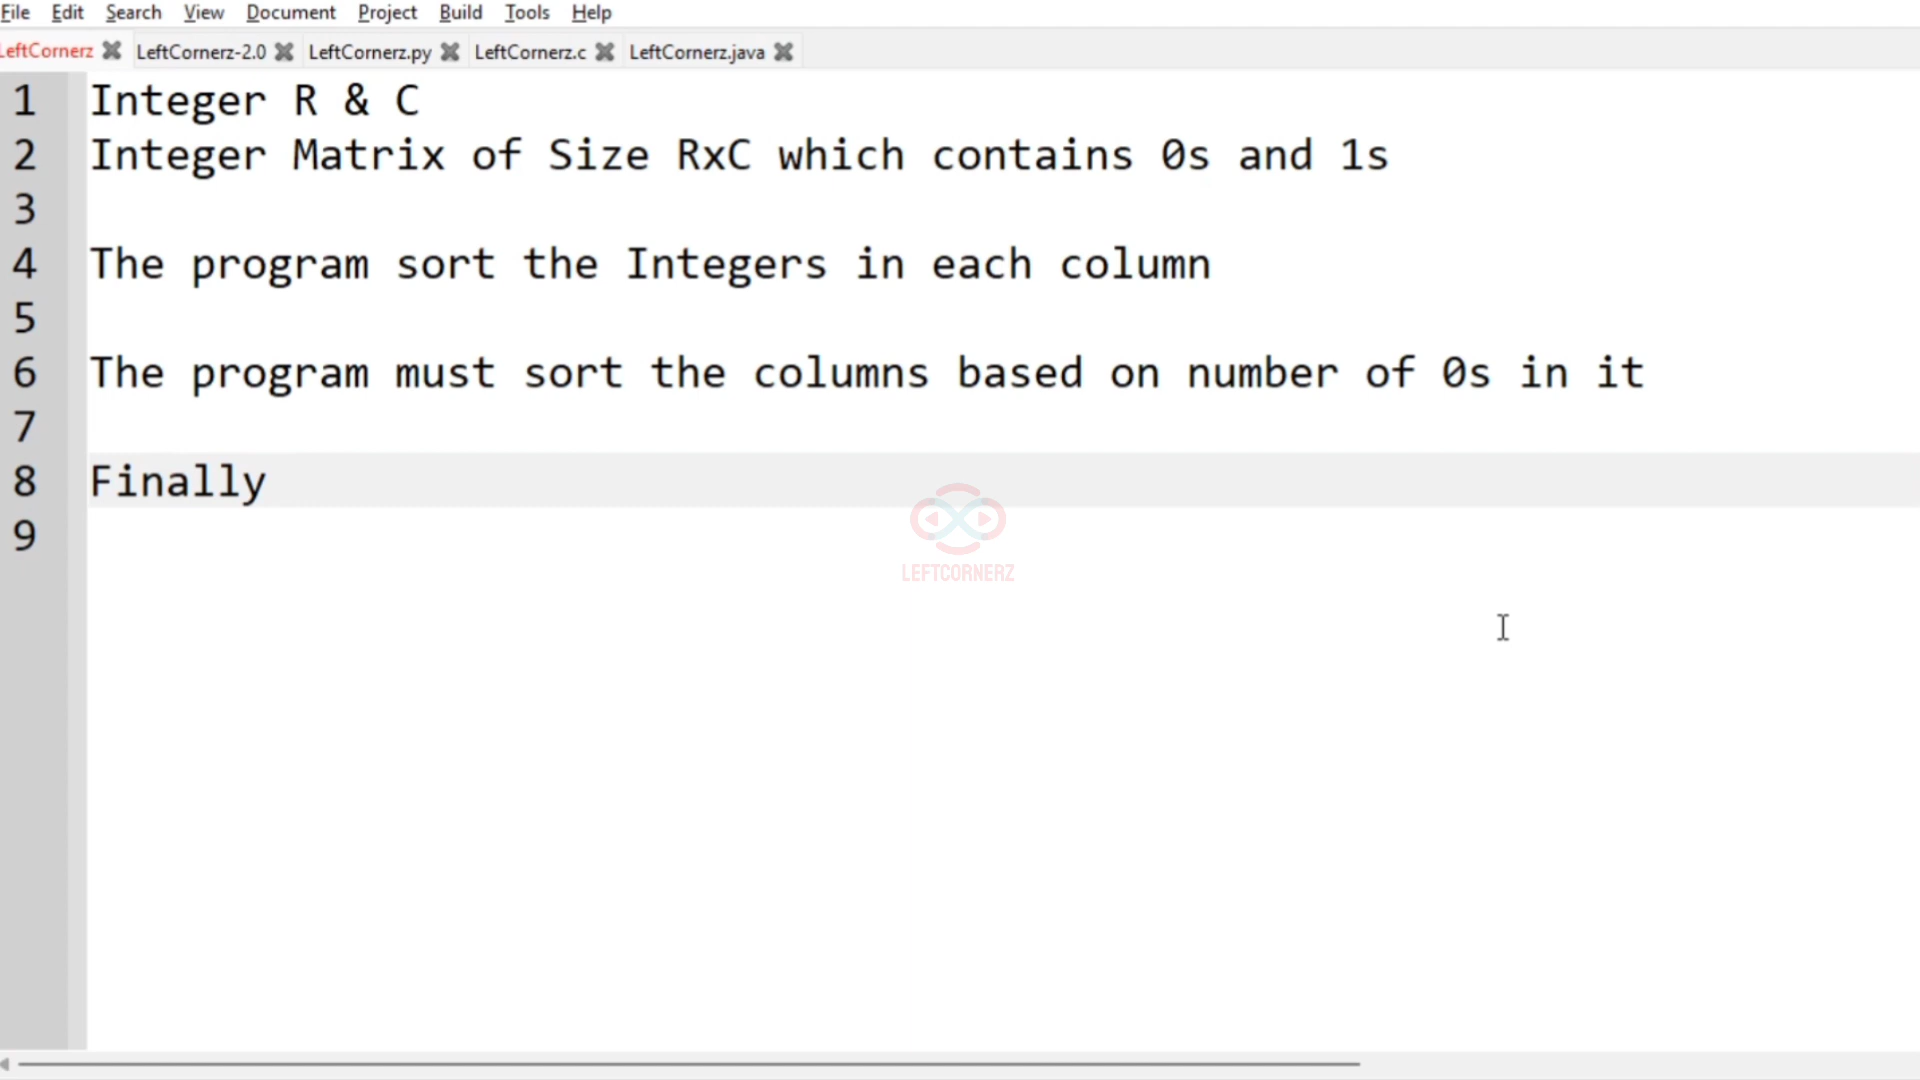 File Edit Search View Document Project Build Tools Help
LeftCornerz LeftCornerz-2.0 LeftCornerz.py LeftCornerz.c LeftCornerz.java
1 Integer R & C
2 Integer Matrix of Size RxC which contains 0s and 1s
3
4 The program sort the Integers in each column
5
6 The program must sort the columns based on number of 0s in it
7
8 Finally
9
LEFTCORNERZ